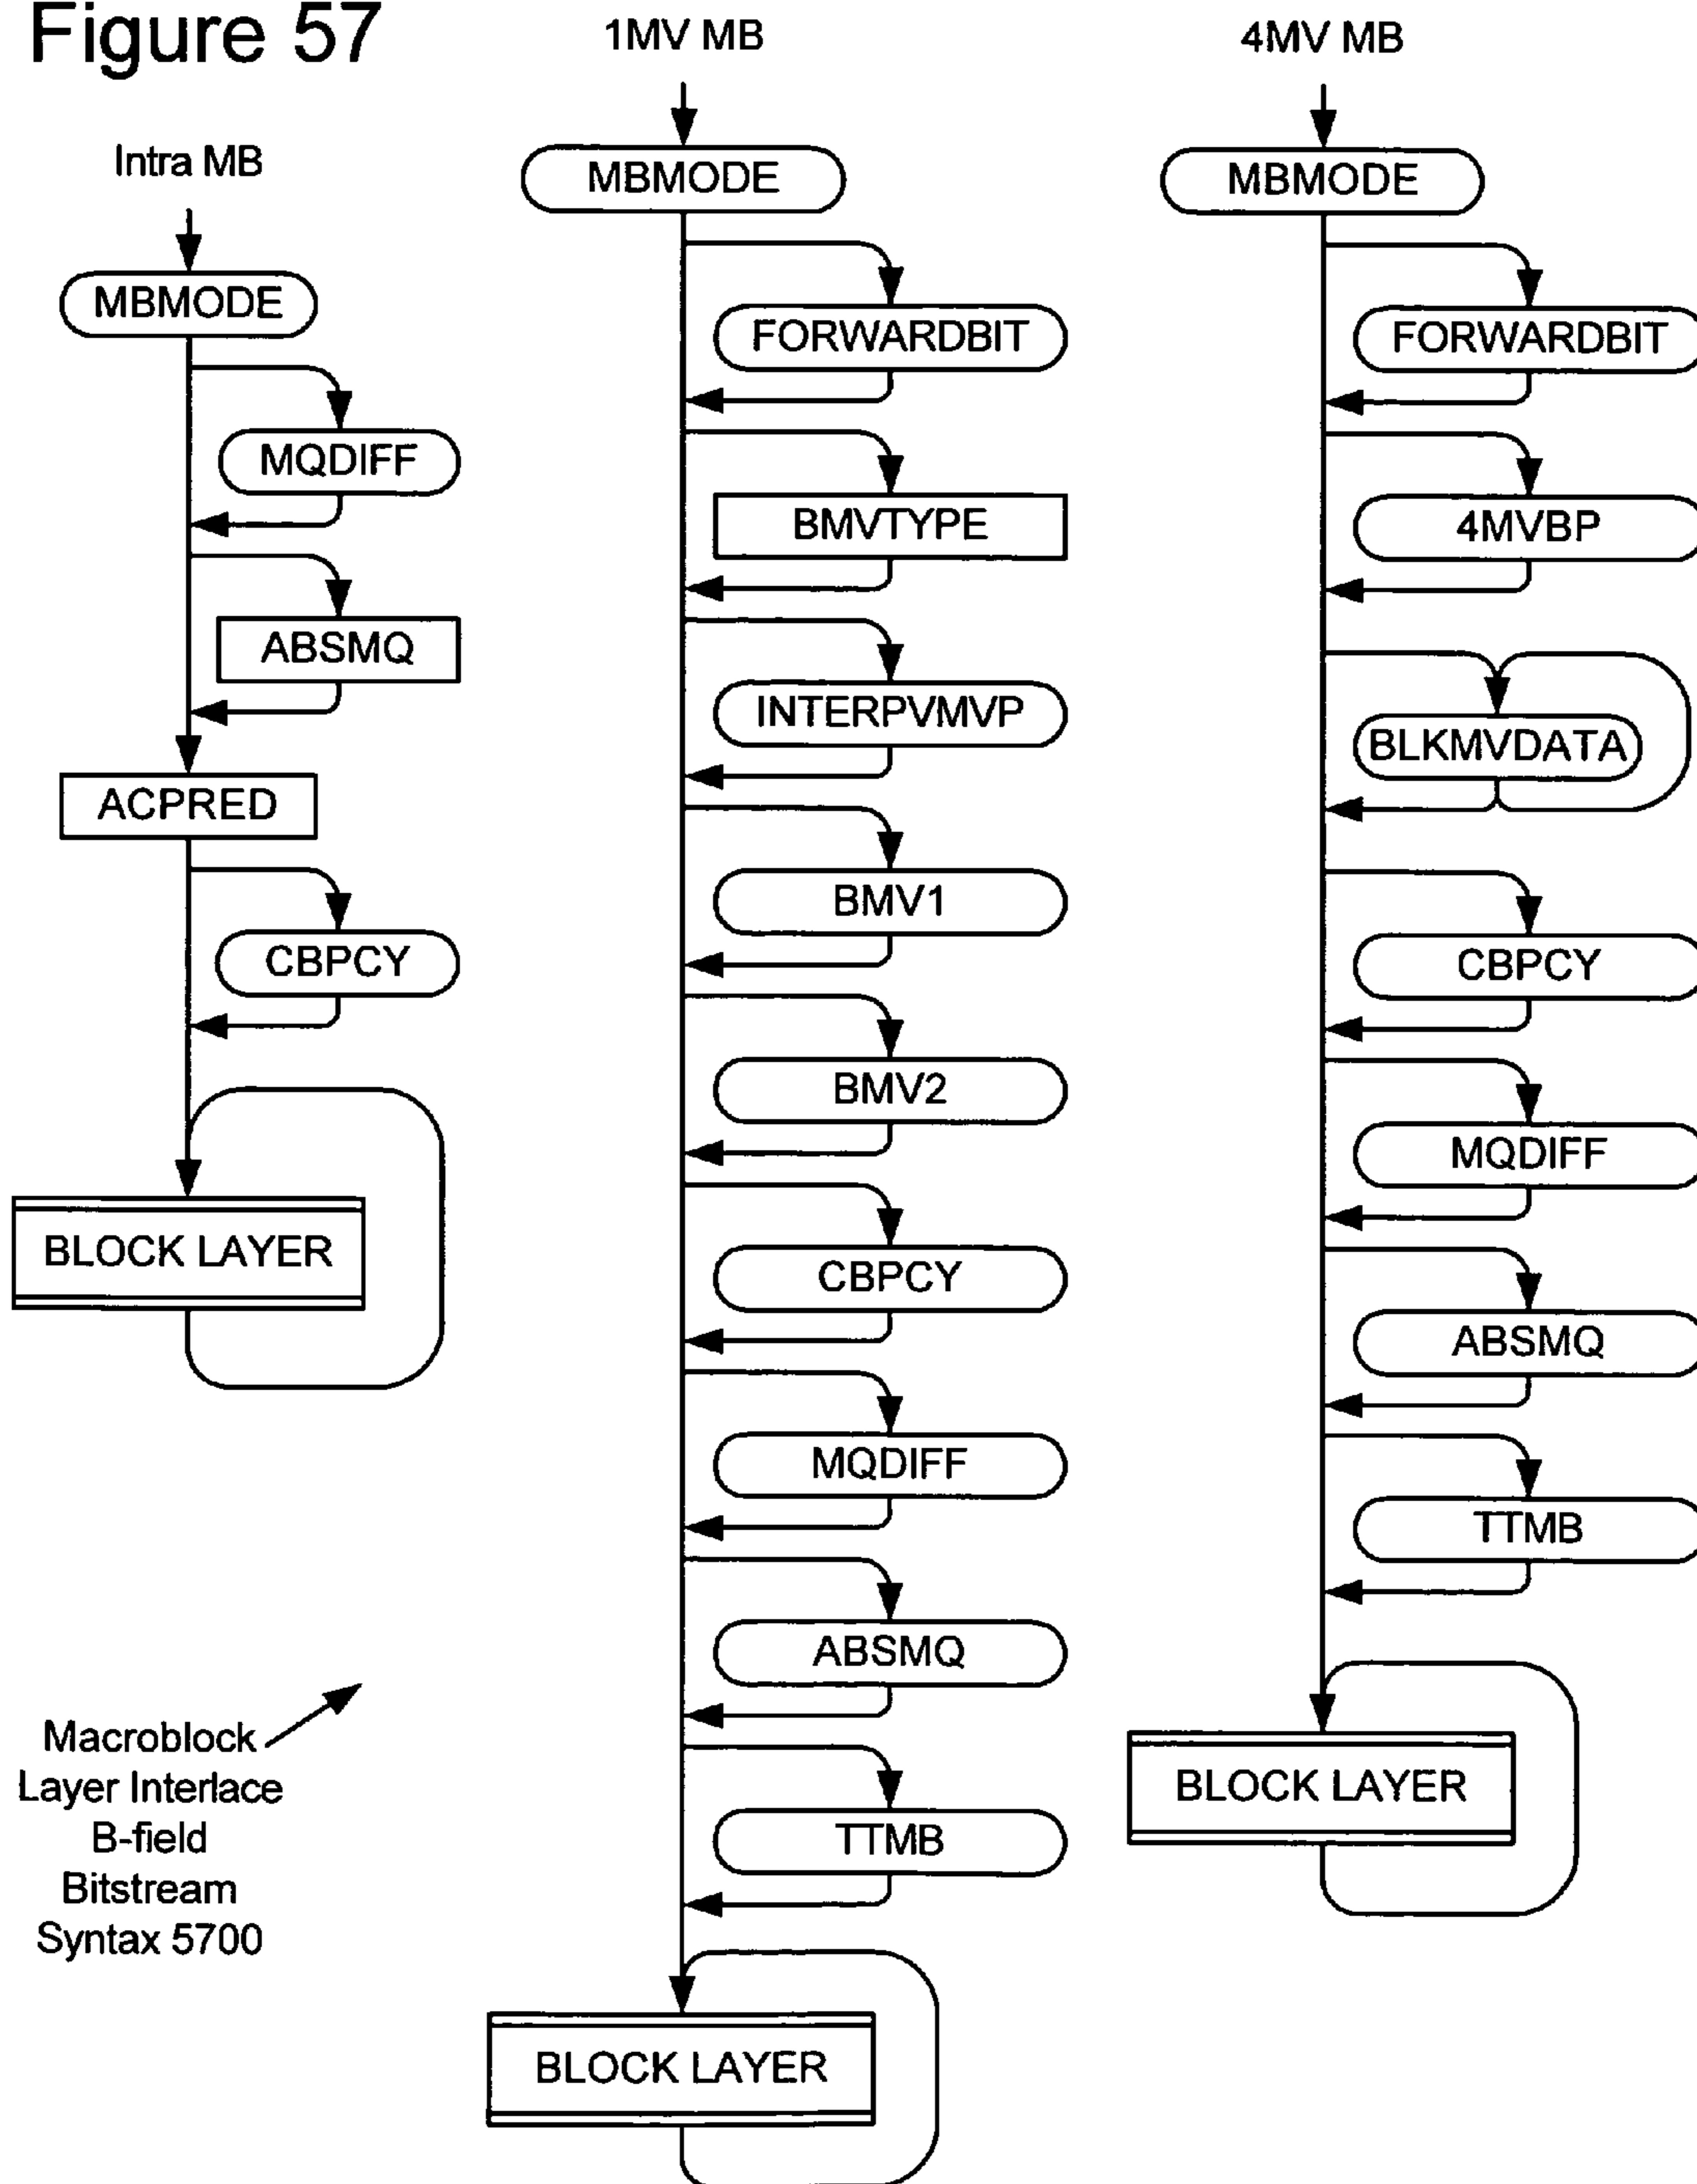 Figure 57
Intra MB
MBMODE
MQDIFF
ABSMQ
ACPRED
CBPCY
BLOCK LAYER
Macroblock
Layer Interlace
B-field
Bitstream
Syntax 5700
1MV MB
MBMODE
FORWARDBIT
BMVTYPE
INTERPVMVP
BMV1
BMV2
CBPCY
MQDIFF
ABSMQ
TTMB
BLOCK LAYER
4MV MB
MBMODE
FORWARDBIT
4MVBP
BLKMVDATA
CBPCY
MQDIFF
ABSMQ
TTMB
BLOCK LAYER